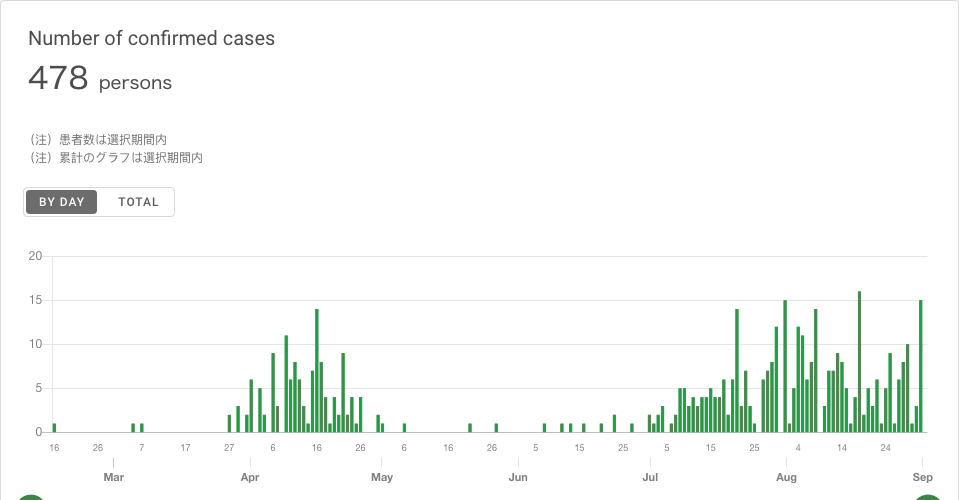 Number of confirmed cases
478 persons
（注）患者数は選択期間内
（注）累計のグラフは選択期間内
BY DAY TOTAL
20
15
10
5
0
16 26 7 17 27 6 16 26 6 16 26 5 15 25 5 15 25 4 14 24
Mar Apr May Jun Jul Aug Sep